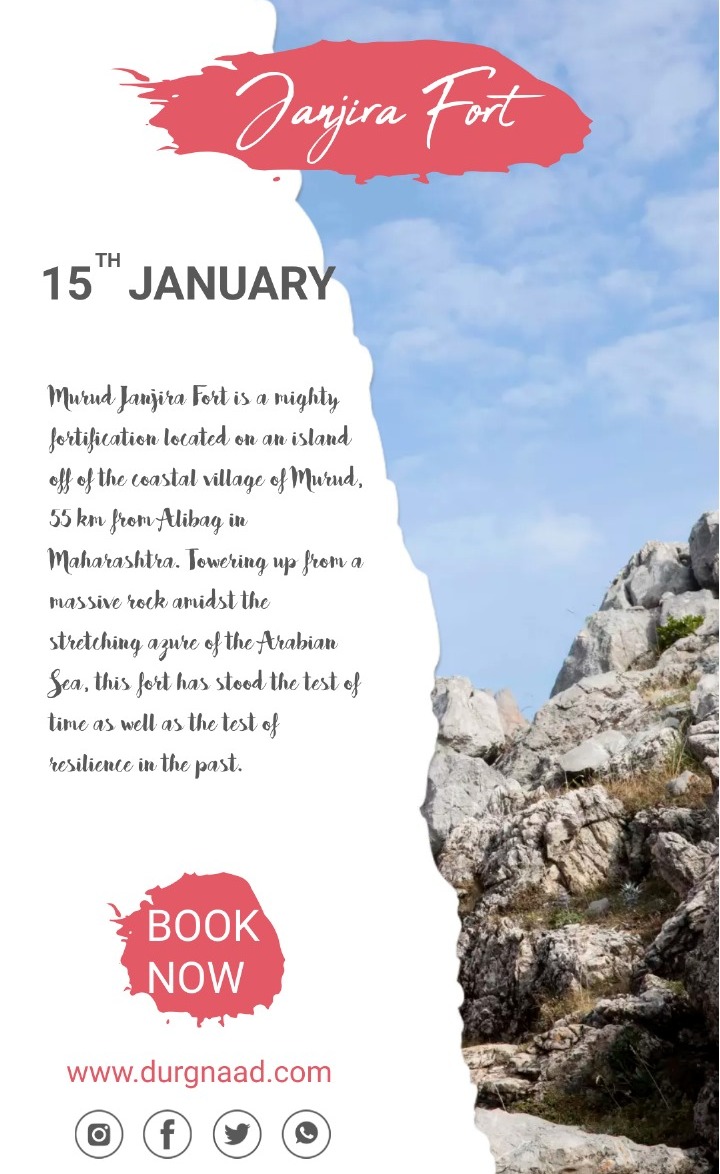 Janjira Fort
15TH JANUARY
Murud Janjira Fort is a mighty
fortification located on an island
off of the coastal village of Murud,
55 km from Alibag in
Maharashtra. Towering up from a
massive rock amidst the
stretching azure of the Arabian
Sea, this fort has stood the test of
time as well as the test of
resilience in the past.
BOOK
NOW
www.durgnaad.com